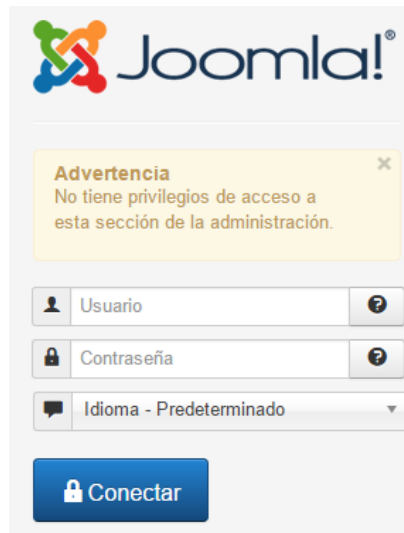 Joomla!®
Advertencia
×
No tiene privilegios de acceso a
esta sección de la administración.
Usuario
Contraseña
Idioma - Predeterminado
Conectar